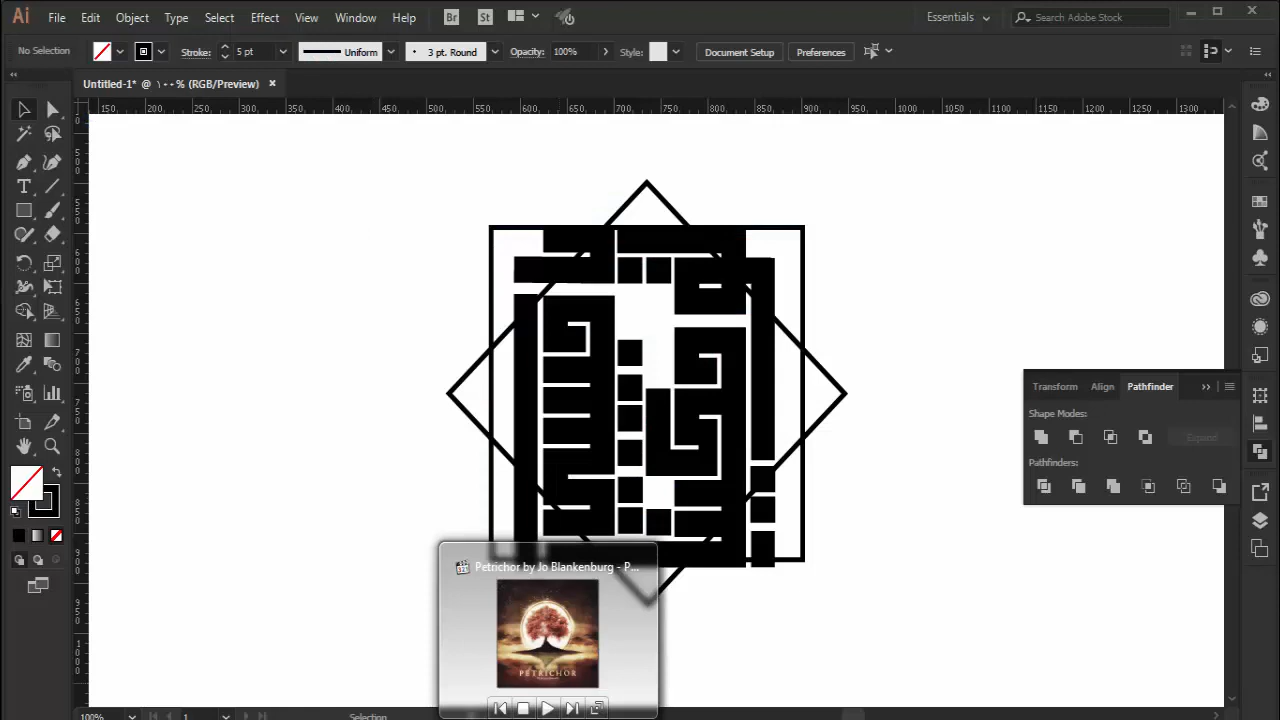 File Edit Object Type Select Effect View Window Help Br St Essentials Search Adobe Stock
No Selection Stroke: 5 pt Uniform 3 pt. Round Opacity: 100% Style: Document Setup Preferences
Untitled-1* @ ١٠٠% (RGB/Preview)
150 200 250 300 350 400 450 500 550 600 650 700 750 800 850 900 950 1000 1050 1100 1150 1200 1250 1300
Transform Align Pathfinder
Shape Modes:
Expand
Pathfinders:
Petrichor by Jo Blankenburg - P...
PETRICHOR
100% 1 Selection